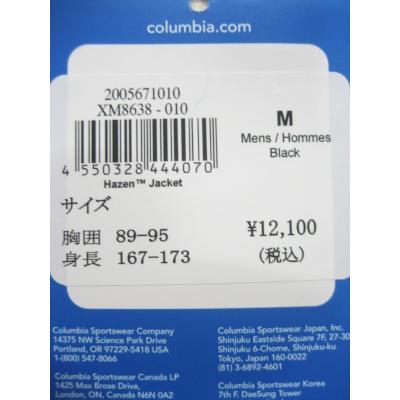 columbia.com
2005671010
XM8638 - 010
4 550328 444070
Hazen™ Jacket
M
Mens / Hommes
Black
サイズ
胸囲 89-95
身長 167-173
¥12,100
(税込)
Columbia Sportswear Company
14375 NW Science Park Drive
Portland, OR 97229-5418 USA
1-(800) 547-8066
Columbia Sportswear Canada LP
1425 Max Brose Drive,
London, ON, Canada N6N 0A2
Columbia Sportswear Japan, Inc.
Shinjuku Eastside Square 7F, 27-30
Shinjuku 6-Chome, Shinjuku-ku
Tokyo, Japan 160-0022
(81) 3-6892-4601
Columbia Sportswear Korea
7th F. DaeSung Tower